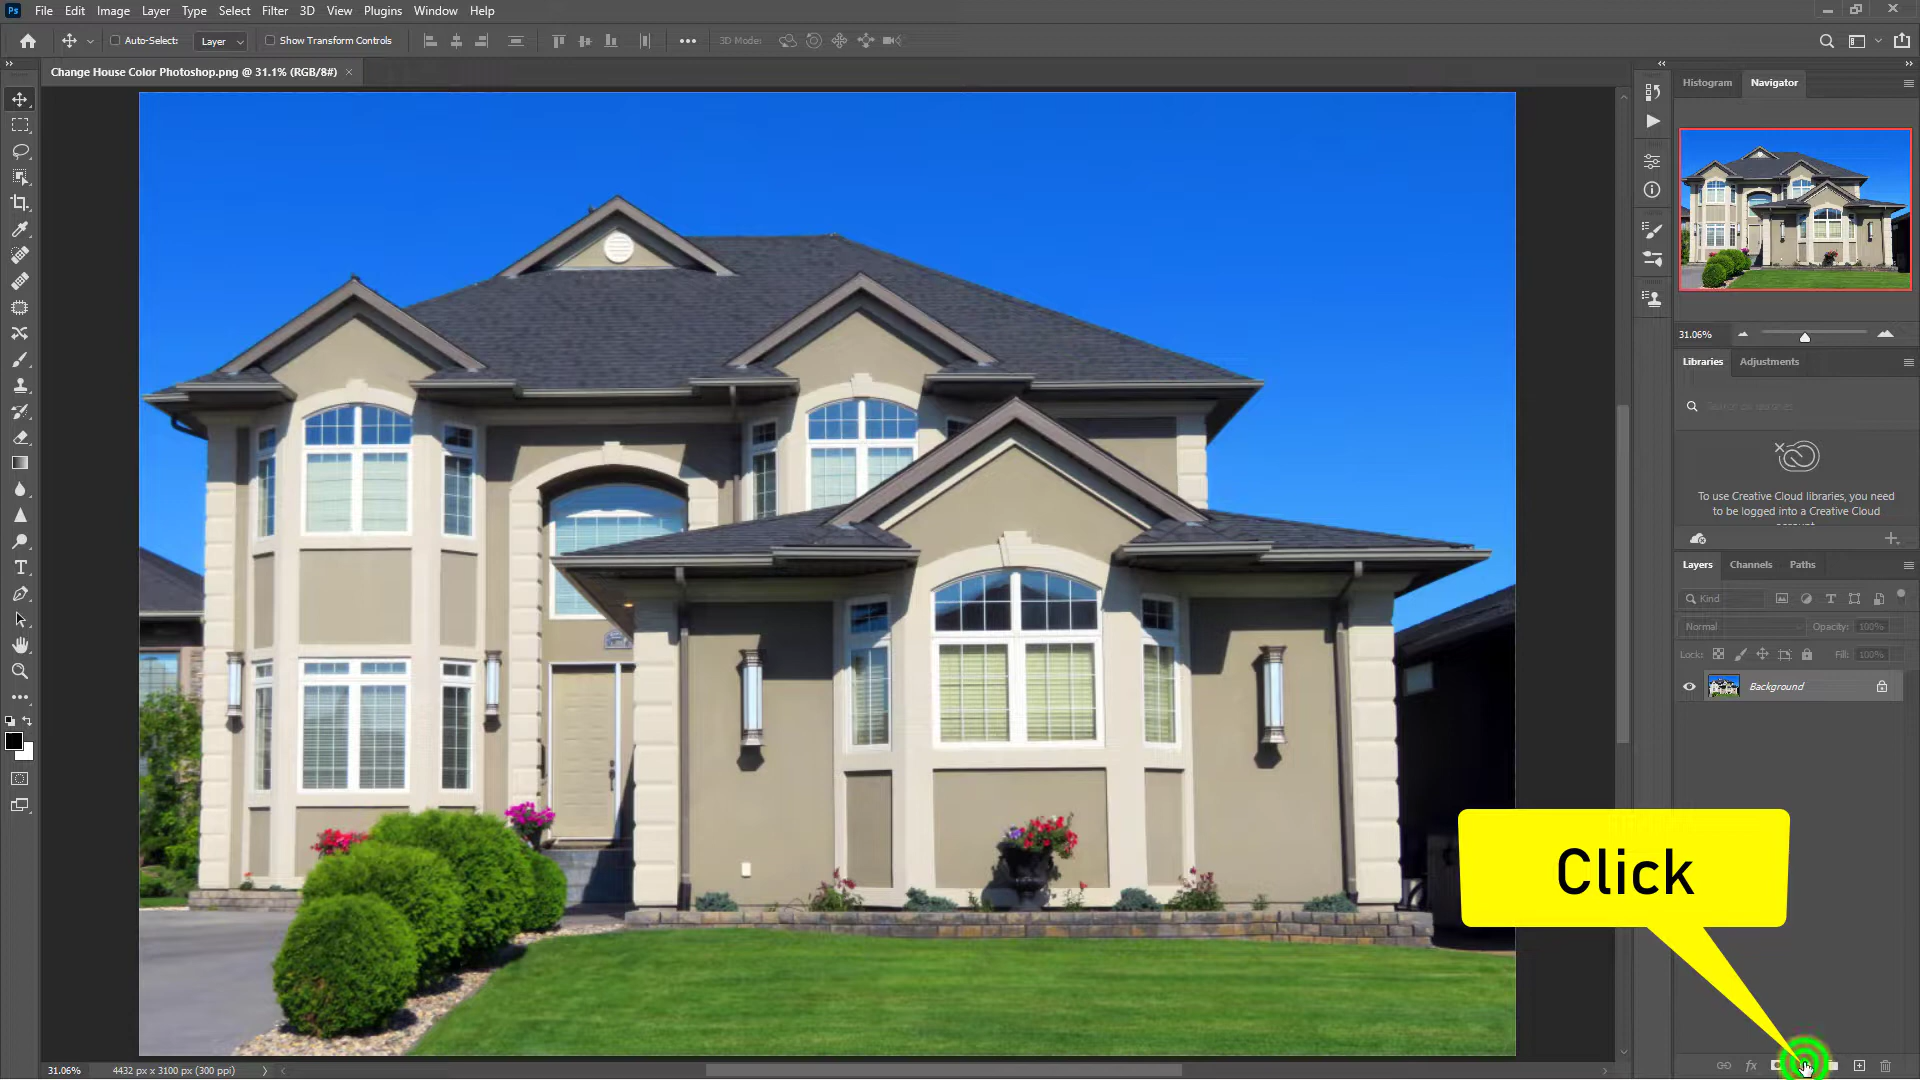 Ps File Edit Image Layer Type Select Filter 3D View Plugins Window Help
Auto-Select: Layer Show Transform Controls 3D Mode:
Change House Color Photoshop.png @ 31.1% (RGB/8#)
Histogram Navigator
31.06%
Libraries Adjustments
To use Creative Cloud libraries, you need
to be logged into a Creative Cloud
Layers Channels Paths
Kind
Normal Opacity: 100%
Lock: Fill: 100%
Background
Click
fx
31.06% 4432 px x 3100 px (300 ppi)